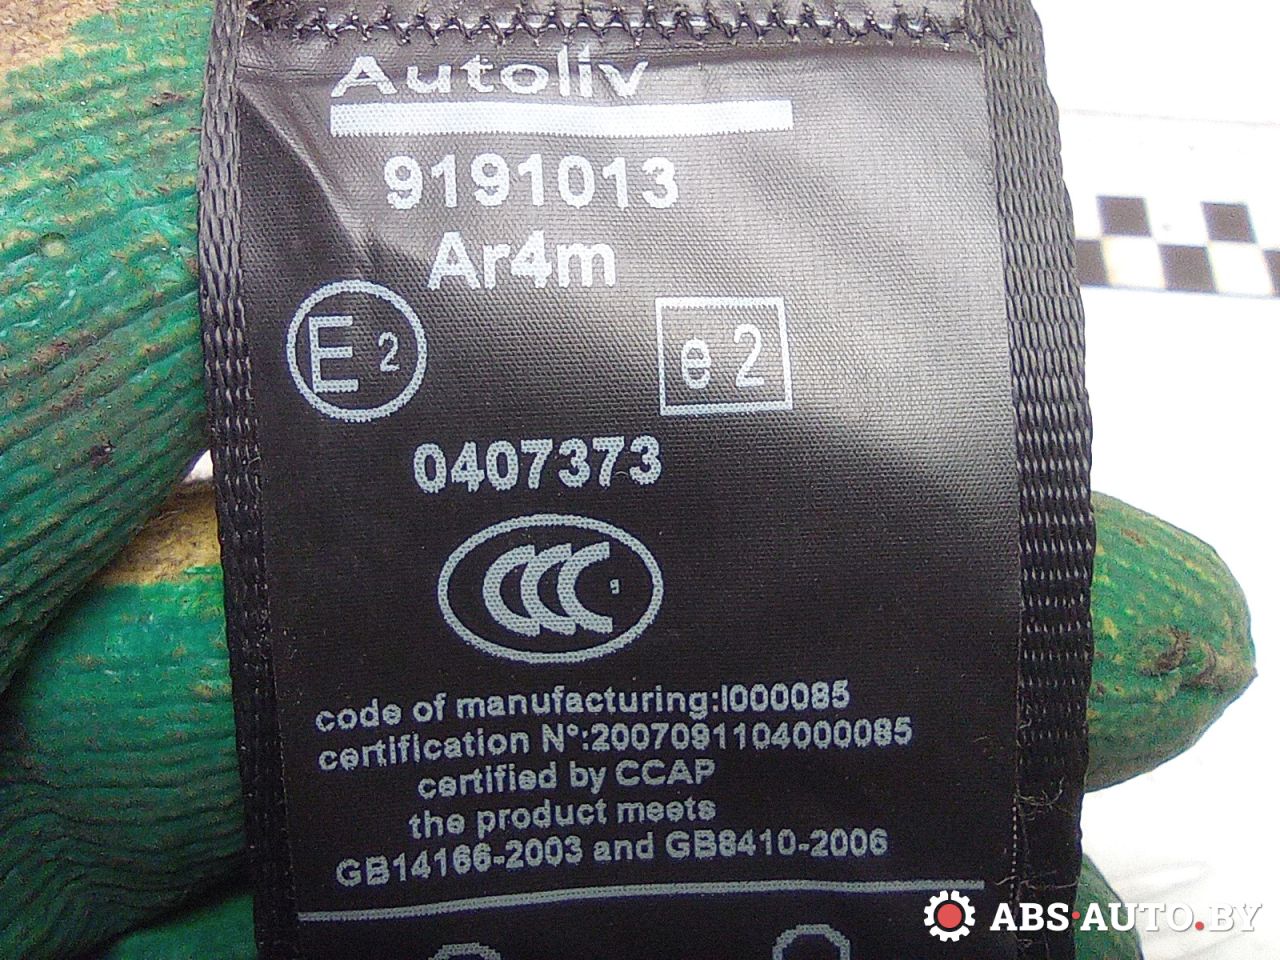 Autoliv
9191013
Ar4m
E 2
e 2
0407373
CCC S
code of manufacturing:I000085
certification N°:2007091104000085
certified by CCAP
the product meets
GB14166-2003 and GB8410-2006
ABS·AUTO.BY